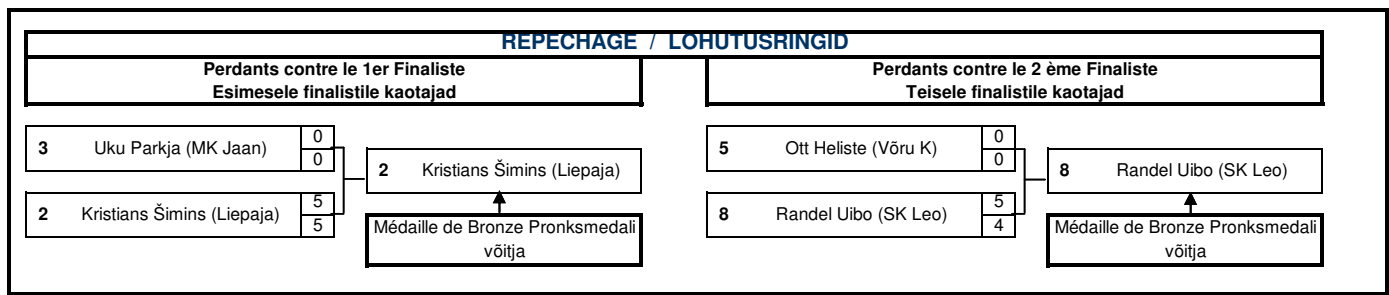 REPECHAGE / LOHUTUSRINGID
Perdants contre le 1er Finaliste
Esimesele finalistile kaotajad
Perdants contre le 2 ème Finaliste
Teisele finalistile kaotajad
3 Uku Parkja (MK Jaan) 0
0
2 Kristians Šimins (Liepaja)
2 Kristians Šimins (Liepaja) 5
5
Médaille de Bronze Pronksmedali
võitja
5 Ott Heliste (Võru K) 0
0
8 Randel Uibo (SK Leo)
8 Randel Uibo (SK Leo) 5
4
Médaille de Bronze Pronksmedali
võitja